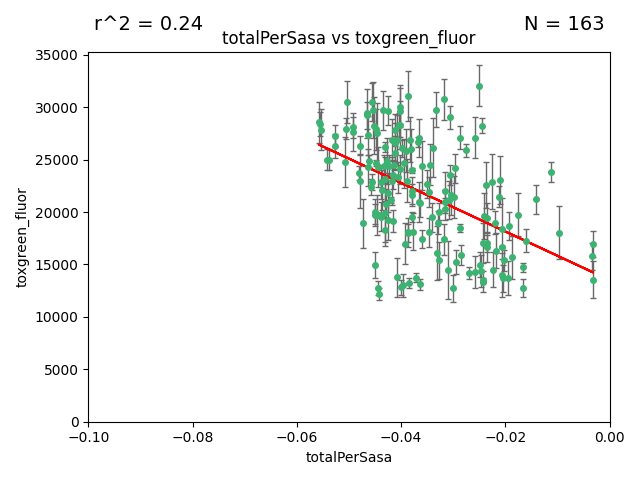 r^2 = 0.24
N = 163
totalPerSasa vs toxgreen_fluor
35000
30000
25000
20000
15000
10000
5000
0
toxgreen_fluor
−0.10
−0.08
−0.06
−0.04
−0.02
0.00
totalPerSasa